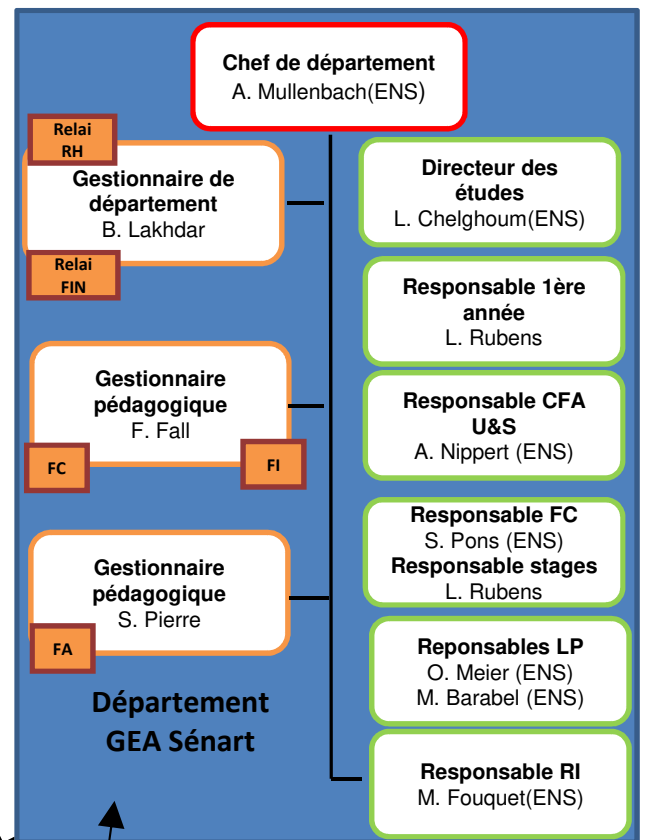 Chef de département
A. Mullenbach(ENS)
Relai
RH
Gestionnaire de
département
B. Lakhdar
Relai
FIN
Directeur des
études
L. Chelghoum(ENS)
Responsable 1ère
année
L. Rubens
Gestionnaire
pédagogique
F. Fall
FC
FI
Responsable CFA
U&S
A. Nippert (ENS)
Responsable FC
S. Pons (ENS)
Responsable stages
L. Rubens
Gestionnaire
pédagogique
S. Pierre
FA
Reponsables LP
O. Meier (ENS)
M. Barabel (ENS)
Département
GEA Sénart
Responsable RI
M. Fouquet(ENS)